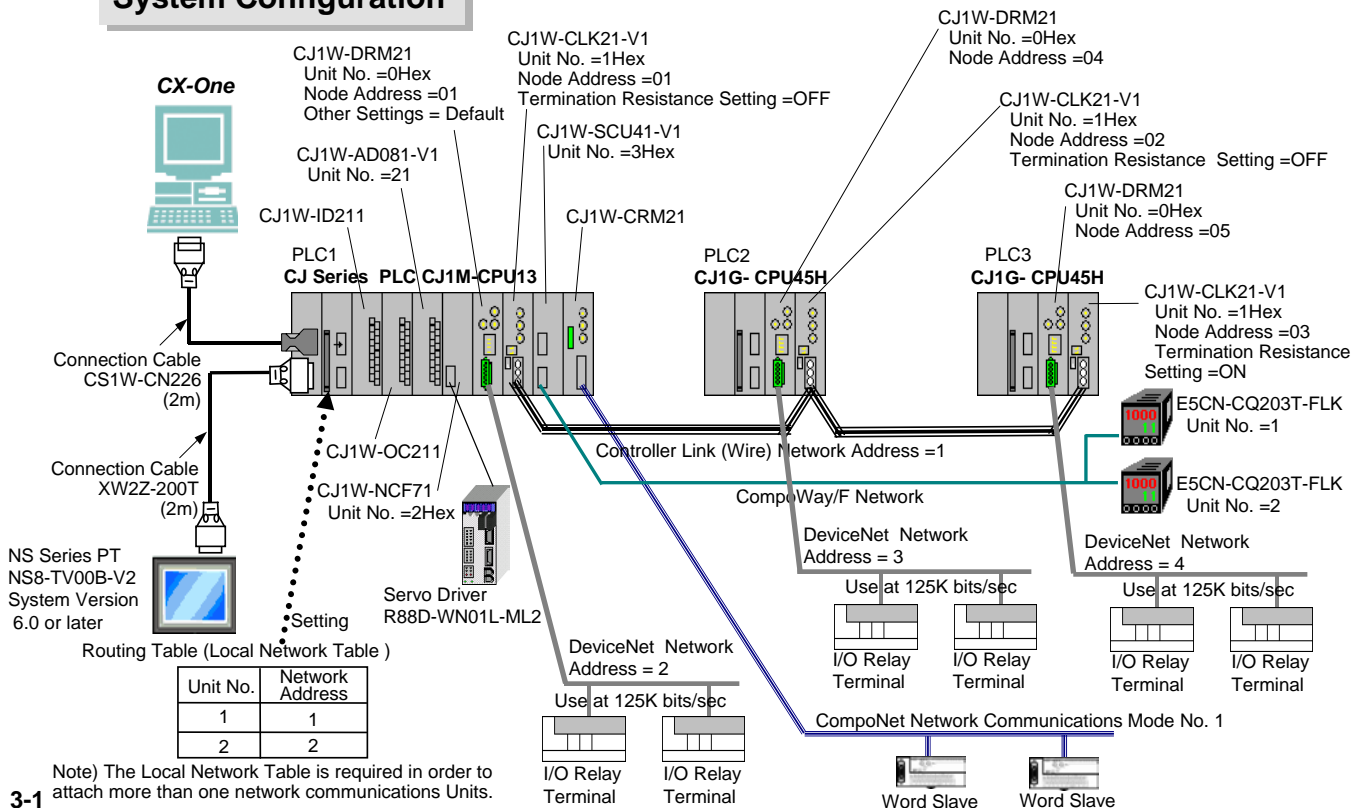 System Configuration
CX-One
CJ1W-DRM21
Unit No. =0Hex
Node Address =01
Other Settings = Default
CJ1W-CLK21-V1
Unit No. =1Hex
Node Address =01
Termination Resistance Setting =OFF
CJ1W-DRM21
Unit No. =0Hex
Node Address =04
CJ1W-CLK21-V1
Unit No. =1Hex
Node Address =02
Termination Resistance Setting =OFF
CJ1W-AD081-V1
Unit No. =21
CJ1W-SCU41-V1
Unit No. =3Hex
CJ1W-DRM21
Unit No. =0Hex
Node Address =05
CJ1W-ID211
CJ1W-CRM21
PLC1
CJ Series PLC CJ1M-CPU13
PLC2
CJ1G- CPU45H
PLC3
CJ1G- CPU45H
CJ1W-CLK21-V1
Unit No. =1Hex
Node Address =03
Termination Resistance
Setting =ON
Connection Cable
CS1W-CN226
(2m)
E5CN-CQ203T-FLK
Unit No. =1
1000
11
CJ1W-OC211
Controller Link (Wire) Network Address =1
Connection Cable
XW2Z-200T
(2m)
CJ1W-NCF71
Unit No. =2Hex
CompoWay/F Network
E5CN-CQ203T-FLK
Unit No. =2
1000
11
NS Series PT
NS8-TV00B-V2
System Version
6.0 or later
Servo Driver
R88D-WN01L-ML2
DeviceNet Network
Address = 3
Use at 125K bits/sec
I/O Relay
Terminal
I/O Relay
Terminal
DeviceNet Network
Address = 4
Use at 125K bits/sec
I/O Relay
Terminal
I/O Relay
Terminal
Setting
Routing Table (Local Network Table )
Unit No.
Network
Address
1
1
2
2
DeviceNet Network
Address = 2
Use at 125K bits/sec
I/O Relay
Terminal
I/O Relay
Terminal
CompoNet Network Communications Mode No. 1
Word Slave
Word Slave
Note) The Local Network Table is required in order to
attach more than one network communications Units.
3-1